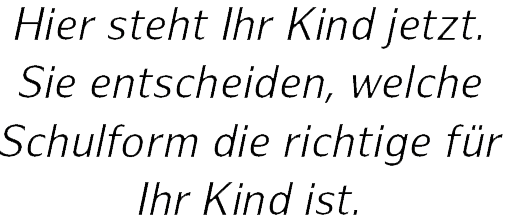 Hier steht Ihr Kind jetzt.
Sie entscheiden, welche
Schulform die richtige für
Ihr Kind ist.